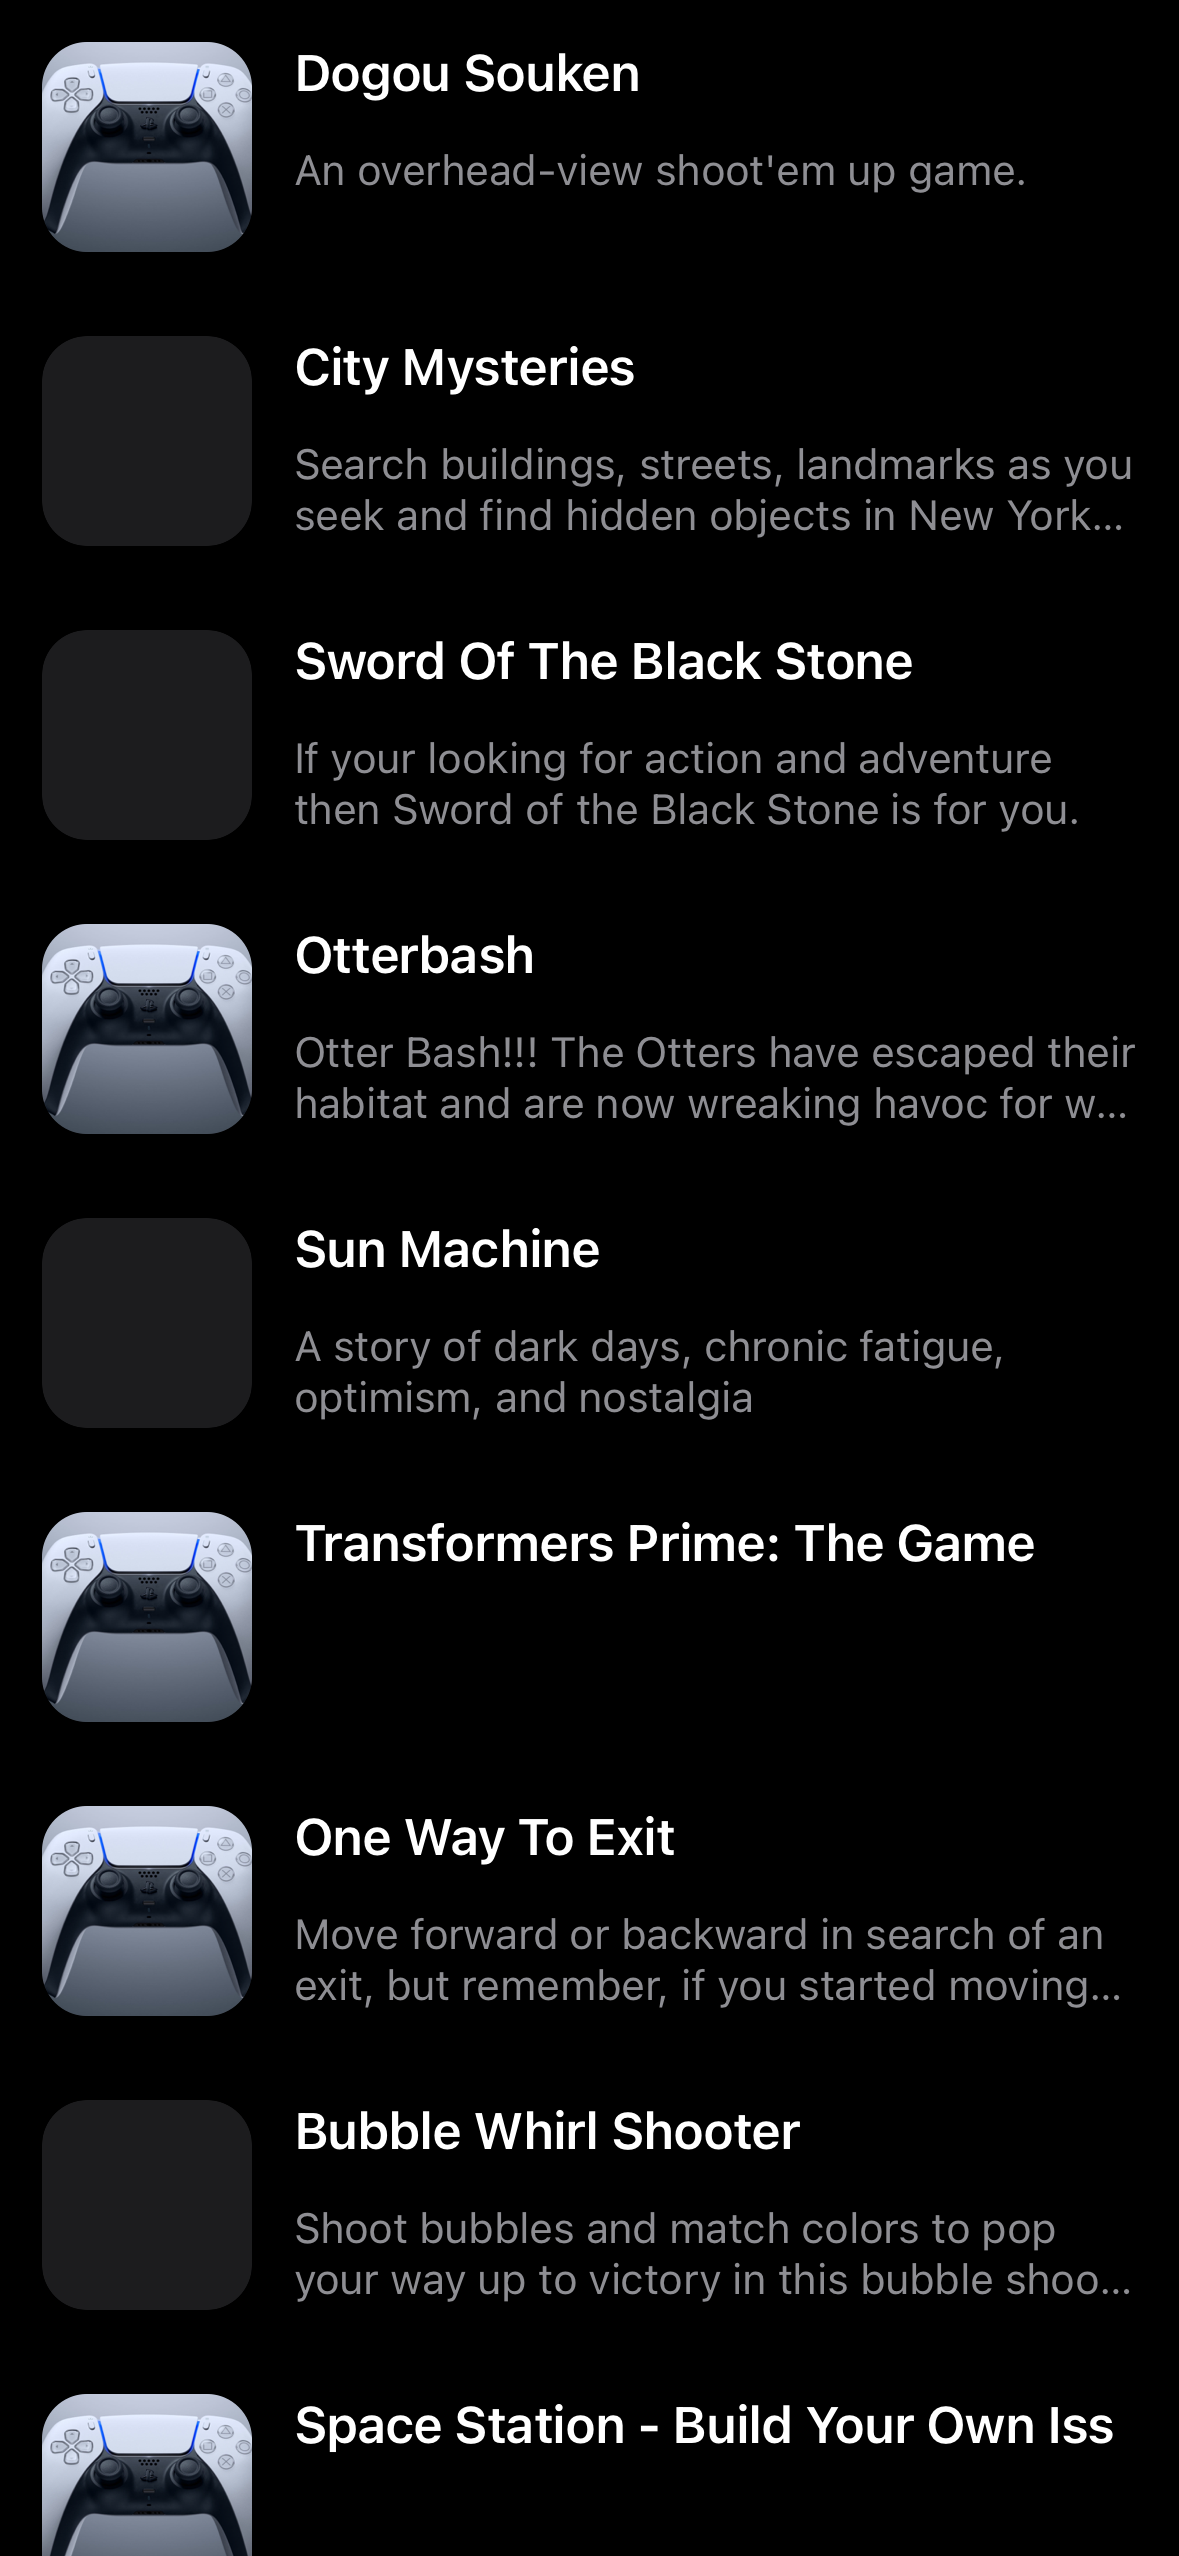 Dogou Souken
An overhead-view shoot'em up game.
City Mysteries
Search buildings, streets, landmarks as you
seek and find hidden objects in New York...
Sword Of The Black Stone
If your looking for action and adventure
then Sword of the Black Stone is for you.
Otterbash
Otter Bash!!! The Otters have escaped their
habitat and are now wreaking havoc for w...
Sun Machine
A story of dark days, chronic fatigue,
optimism, and nostalgia
Transformers Prime: The Game
One Way To Exit
Move forward or backward in search of an
exit, but remember, if you started moving...
Bubble Whirl Shooter
Shoot bubbles and match colors to pop
your way up to victory in this bubble shoo...
Space Station - Build Your Own Iss